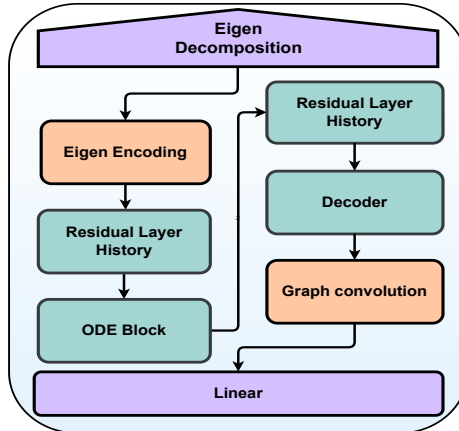 Eigen
Decomposition
Eigen Encoding
Residual Layer
History
ODE Block
Residual Layer
History
Decoder
Graph convolution
Linear